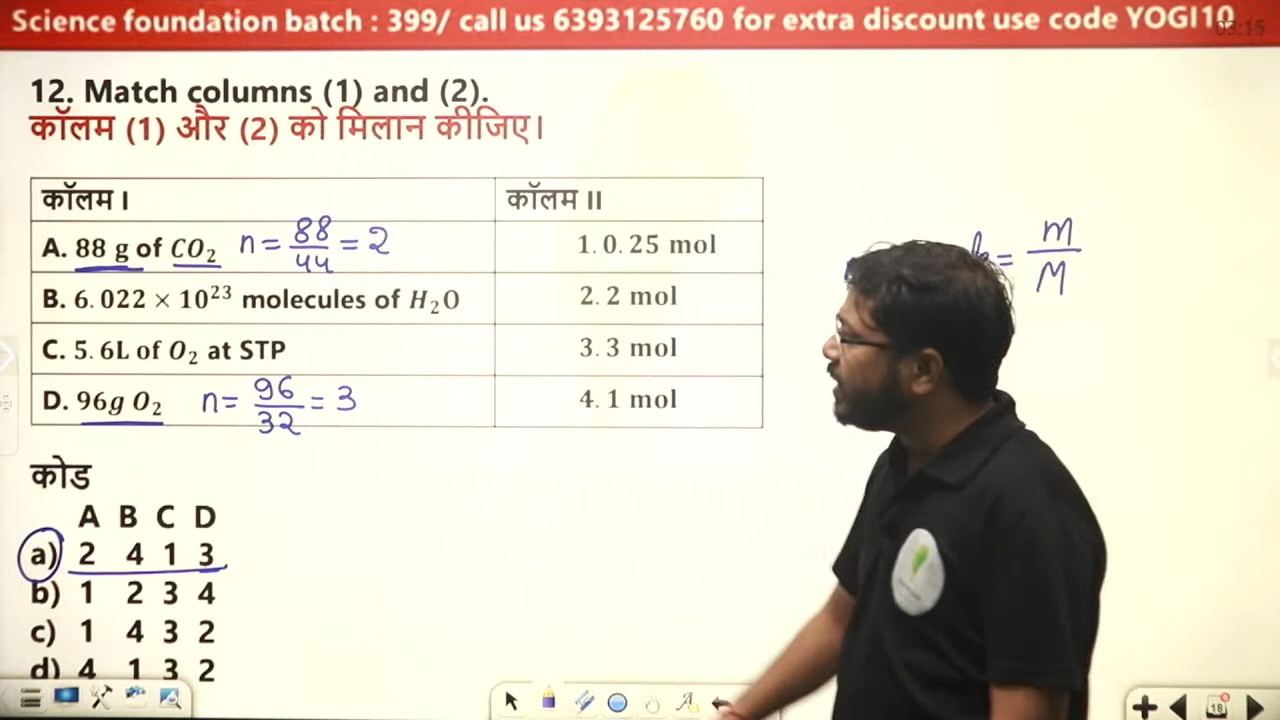 Science foundation batch : 399/ call us 6393125760 for extra discount use code YOGI10
03:15
12. Match columns (1) and (2).
कॉलम (1) और (2) को मिलान कीजिए।
कॉलम I कॉलम II
A. 88 g of CO₂ n = 88/44 = 2 1. 0.25 mol
B. 6.022 × 10²³ molecules of H₂O 2. 2 mol
C. 5.6L of O₂ at STP 3. 3 mol
D. 96g O₂ n = 96/32 = 3 4. 1 mol
= m/M
कोड
A B C D
a) 2 4 1 3
b) 1 2 3 4
c) 1 4 3 2
d) 4 1 3 2
18